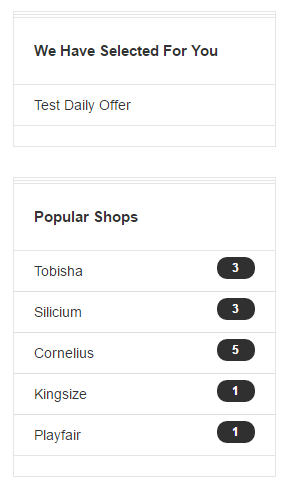 We Have Selected For You
Test Daily Offer
Popular Shops
Tobisha 3
Silicium 3
Cornelius 5
Kingsize 1
Playfair 1